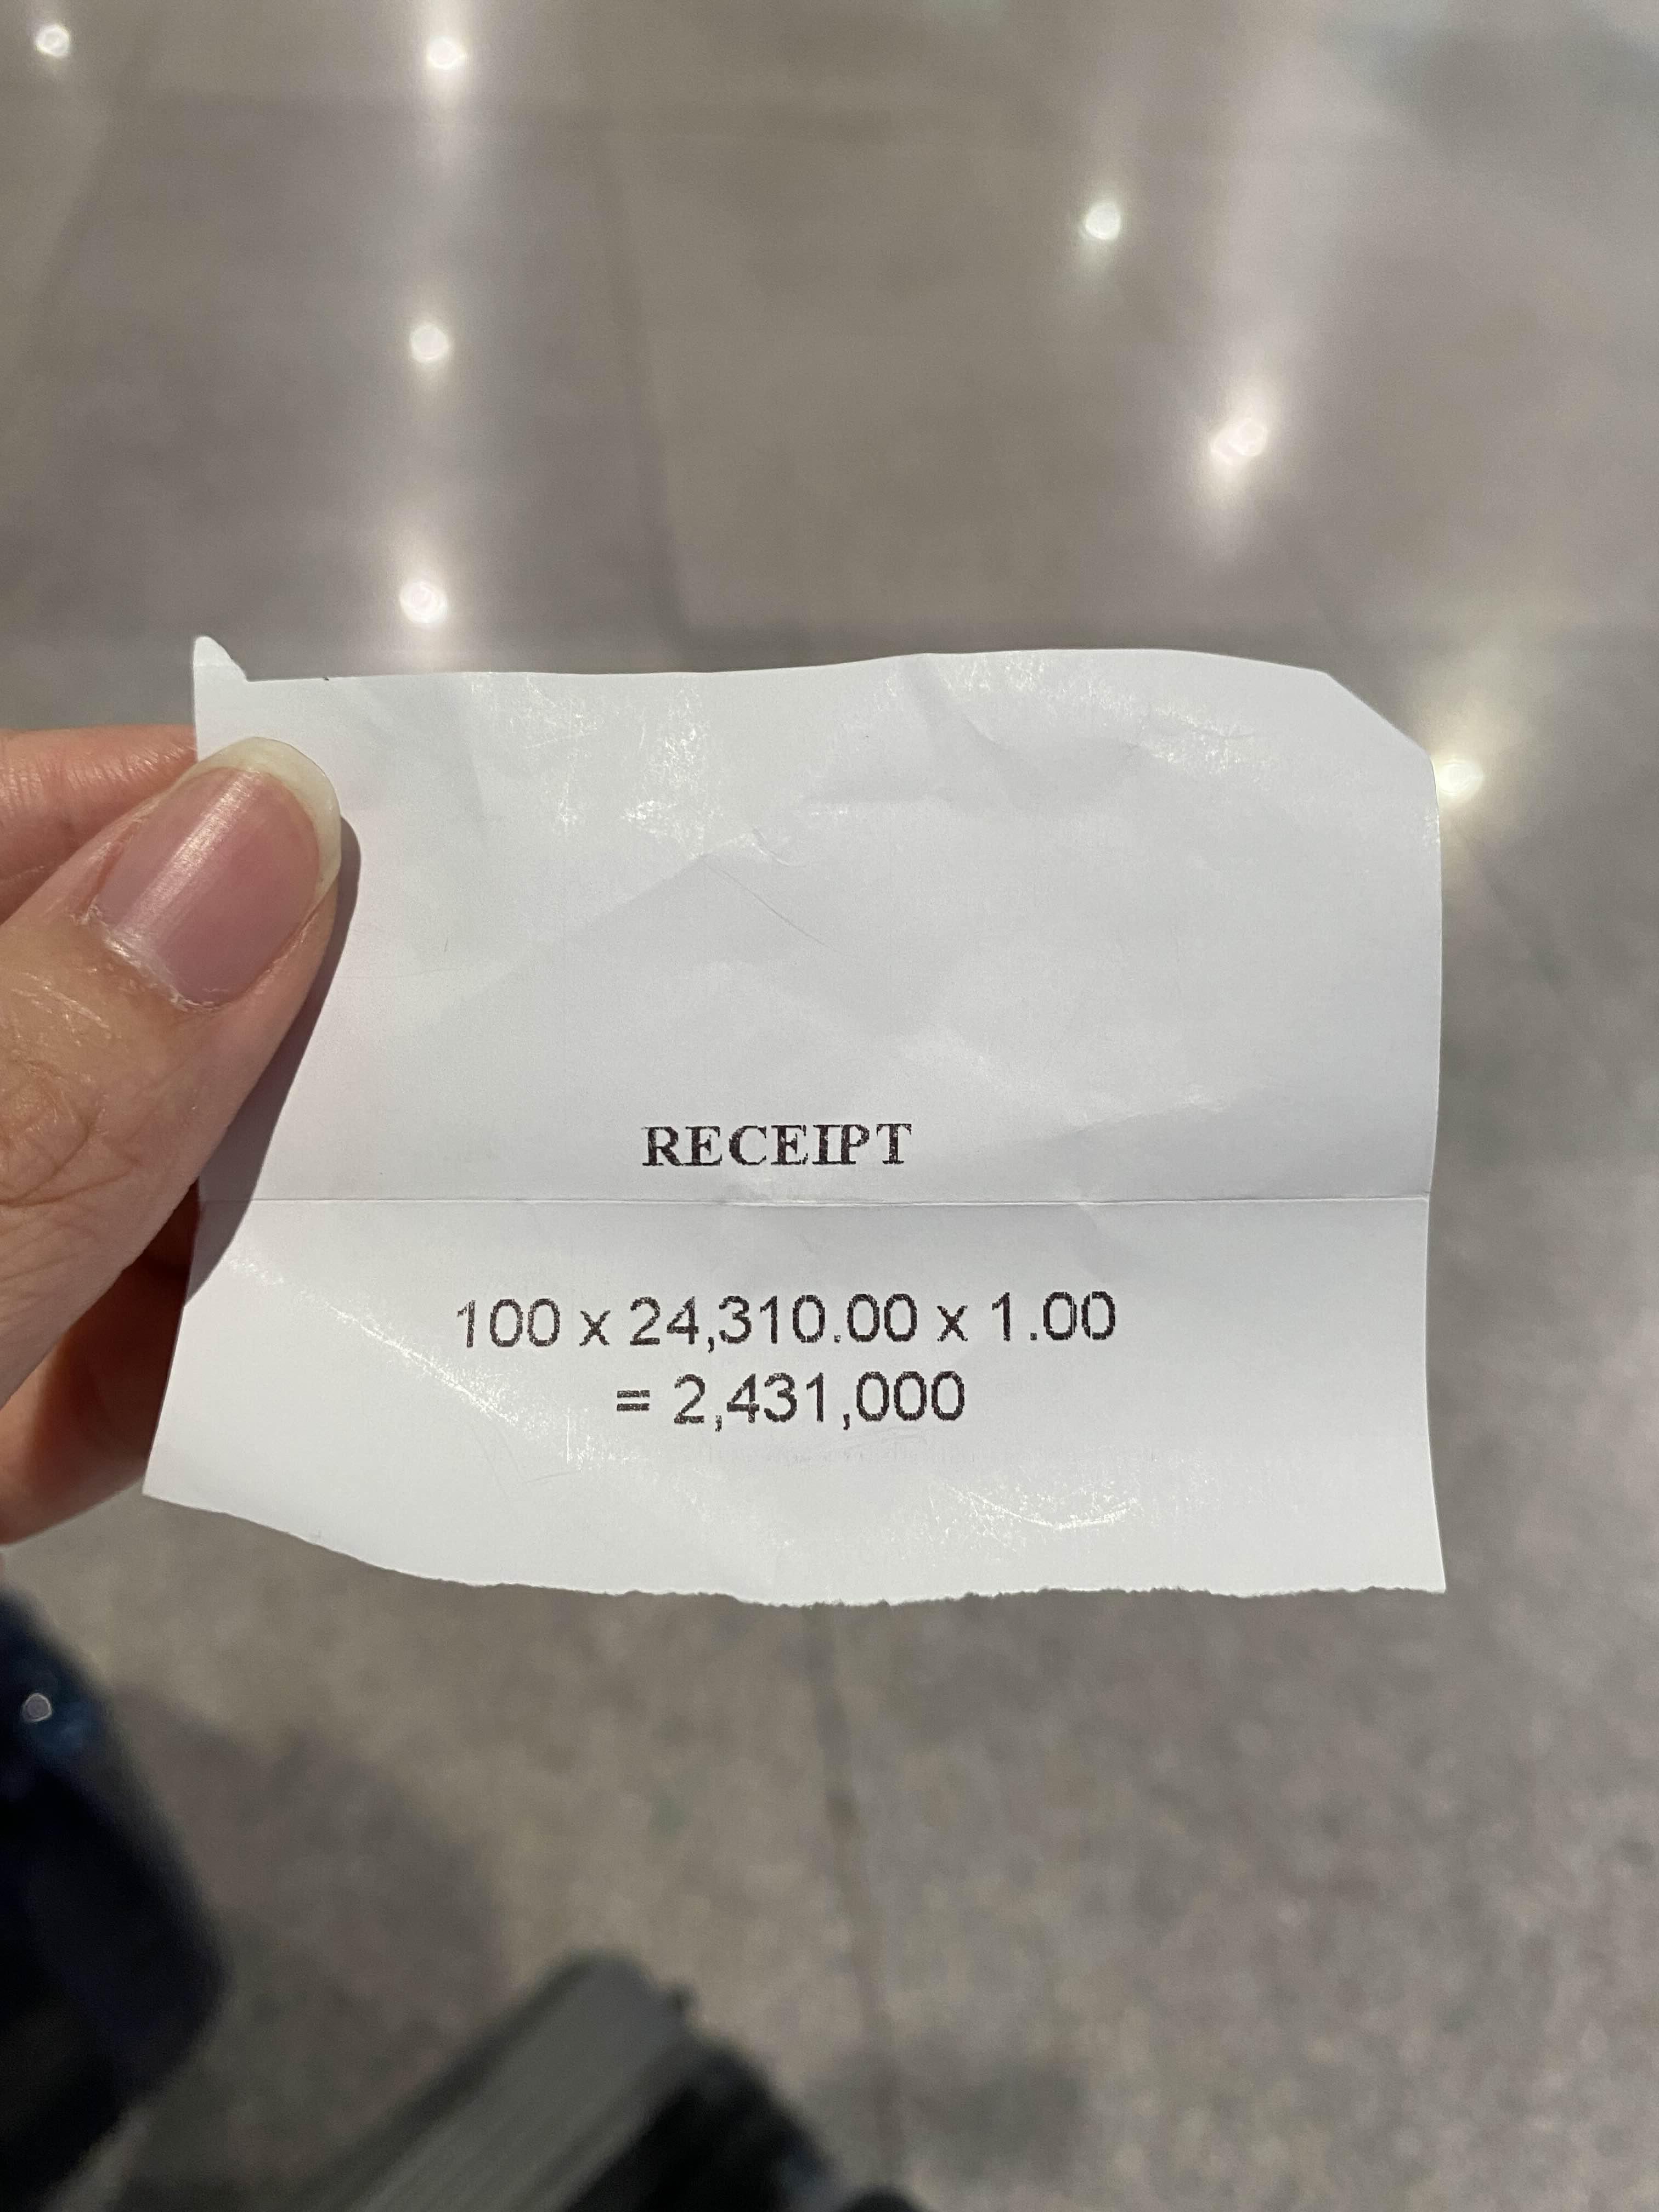 RECEIPT
100 x 24,310.00 x 1.00
= 2,431,000